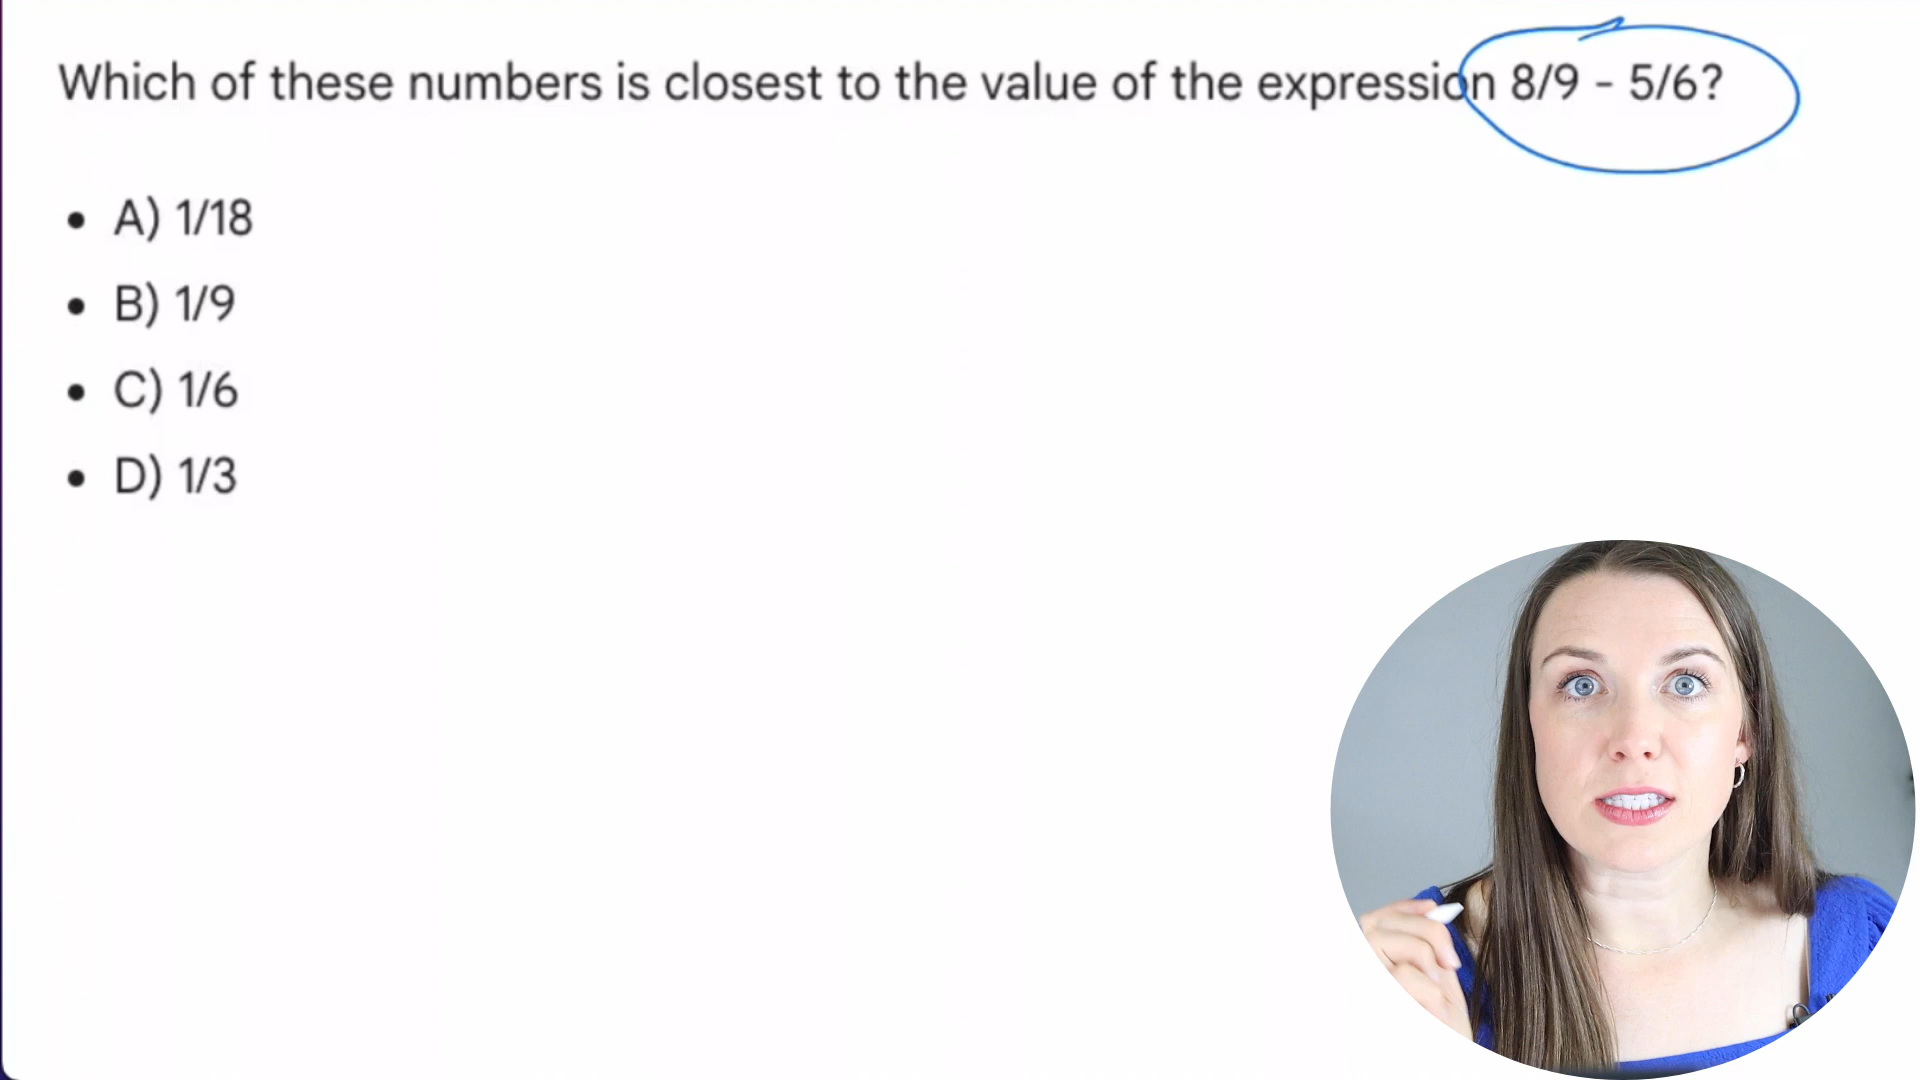 Which of these numbers is closest to the value of the expression 8/9 - 5/6?
• A) 1/18
• B) 1/9
• C) 1/6
• D) 1/3